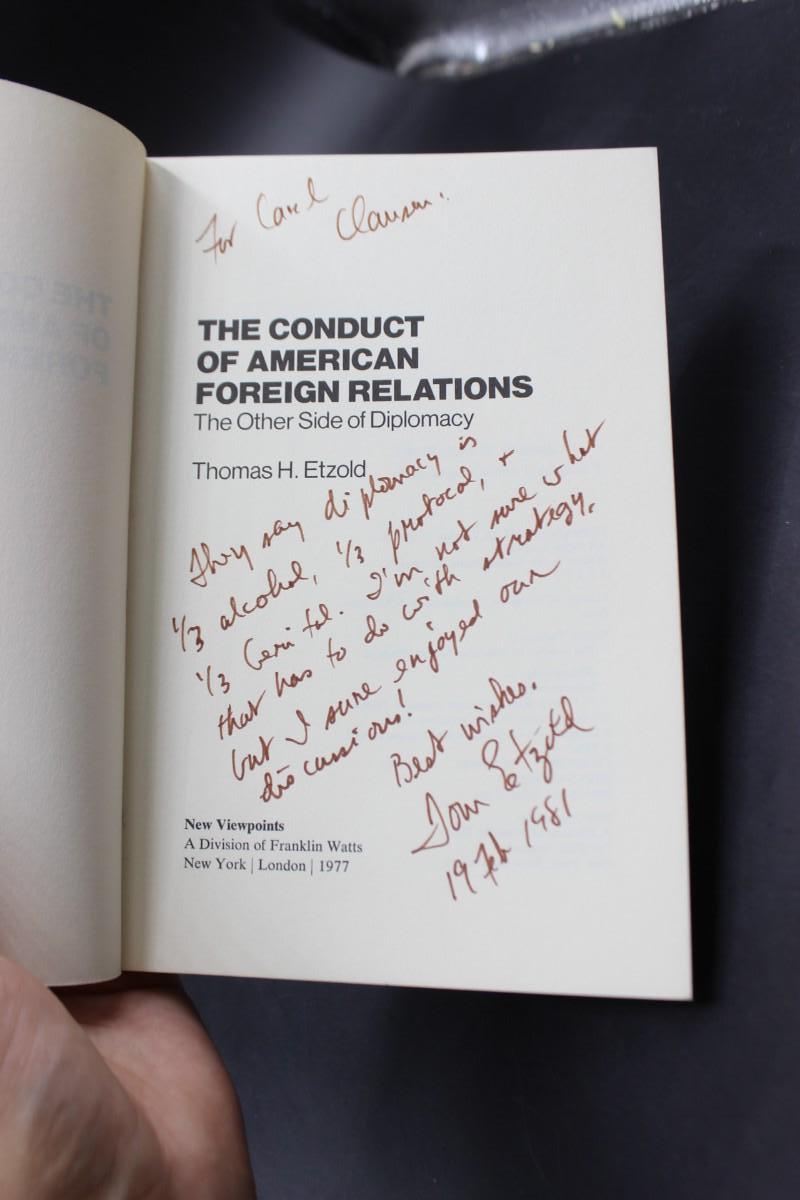 For Carol
Clausen:
THE CONDUCT
OF AMERICAN
FOREIGN RELATIONS
The Other Side of Diplomacy
Thomas H. Etzold
They say diplomacy is
1/3 alcohol, 1/3 protocol, +
1/3 Geritol. I'm not sure what
that has to do with strategy,
but I sure enjoyed our
discussions!
Best wishes,
Tom Etzold
19 Feb 1981
New Viewpoints
A Division of Franklin Watts
New York | London | 1977